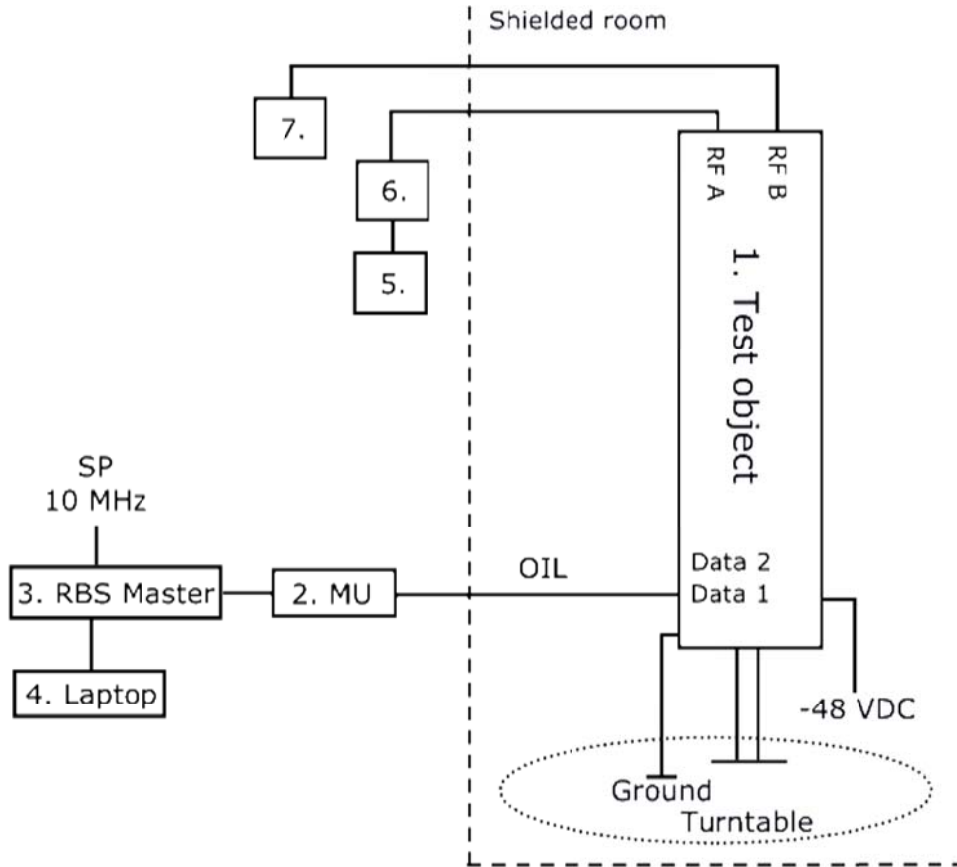 Shielded room
7.
6.
5.
RF A
RF B
1. Test object
SP
10 MHz
3. RBS Master
2. MU
OIL
Data 2
Data 1
4. Laptop
-48 VDC
Ground
Turntable